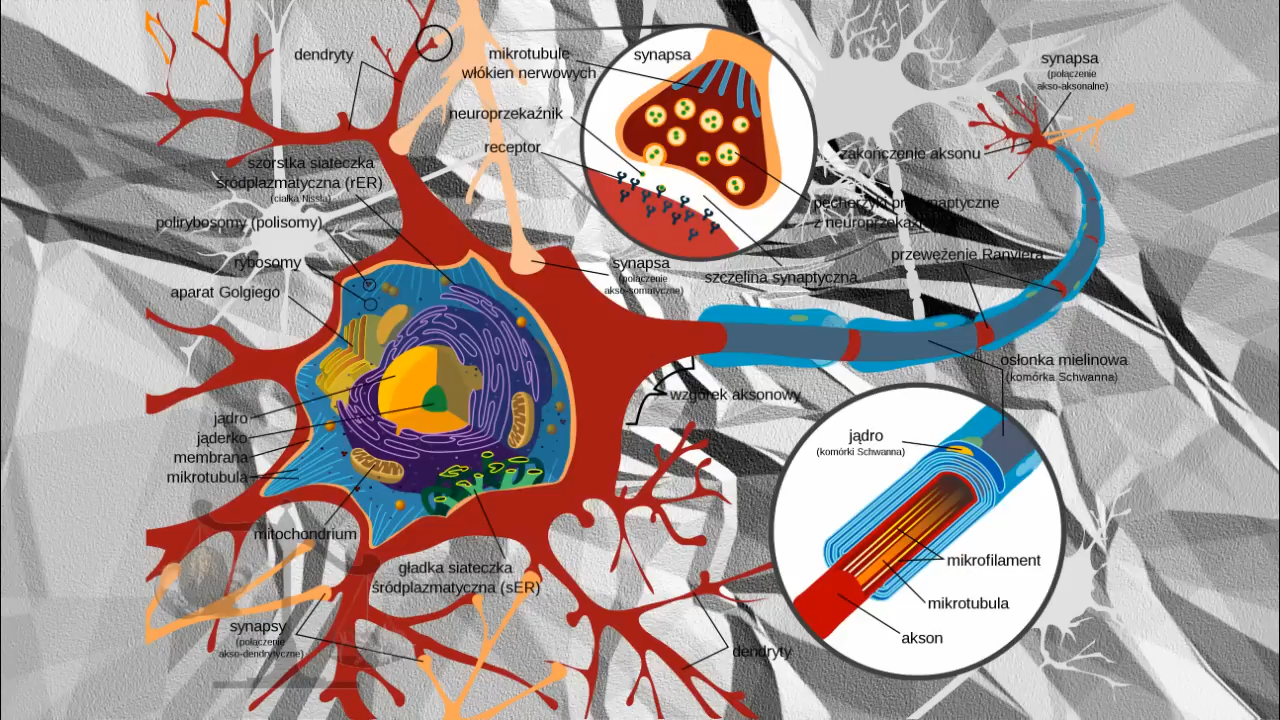 dendryty
mikrotubule
włókien nerwowych
neuroprzekaźnik
receptor
synapsa
synapsa
(połączenie
akso-aksonalne)
zakończenie aksonu
pęcherzyki presynaptyczne
z neuroprzekaź
szorstka siateczka
śródplazmatyczna (rER)
(ciałka Nissla)
polirybosomy (polisomy)
rybosomy
aparat Golgiego
synapsa
(połączenie
akso-somatyczne)
szczelina synaptyczna
przewężenie Ranviera
osłonka mielinowa
(komórka Schwanna)
wzgórek aksonowy
jądro
jąderko
membrana
mikrotubula
mitochondrium
gładka siateczka
śródplazmatyczna (sER)
synapsy
(połączenie
akso-dendrytyczne)
dendryty
jądro
(komórki Schwanna)
mikrofilament
mikrotubula
akson